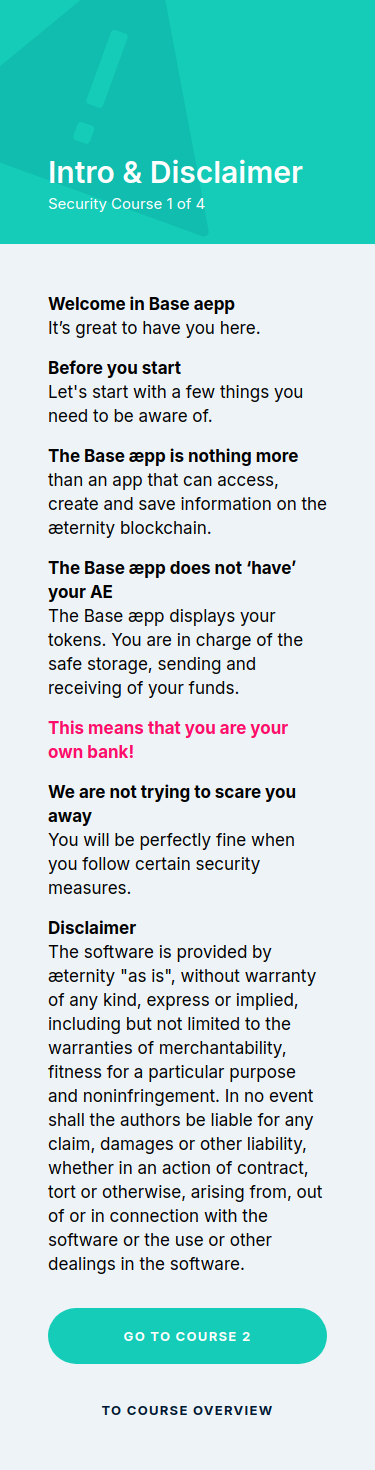 Intro & Disclaimer
Security Course 1 of 4
Welcome in Base aepp
It’s great to have you here.
Before you start
Let's start with a few things you
need to be aware of.
The Base æpp is nothing more
than an app that can access,
create and save information on the
æternity blockchain.
The Base æpp does not ‘have’
your AE
The Base æpp displays your
tokens. You are in charge of the
safe storage, sending and
receiving of your funds.
This means that you are your
own bank!
We are not trying to scare you
away
You will be perfectly fine when
you follow certain security
measures.
Disclaimer
The software is provided by
æternity "as is", without warranty
of any kind, express or implied,
including but not limited to the
warranties of merchantability,
fitness for a particular purpose
and noninfringement. In no event
shall the authors be liable for any
claim, damages or other liability,
whether in an action of contract,
tort or otherwise, arising from, out
of or in connection with the
software or the use or other
dealings in the software.
GO TO COURSE 2
TO COURSE OVERVIEW